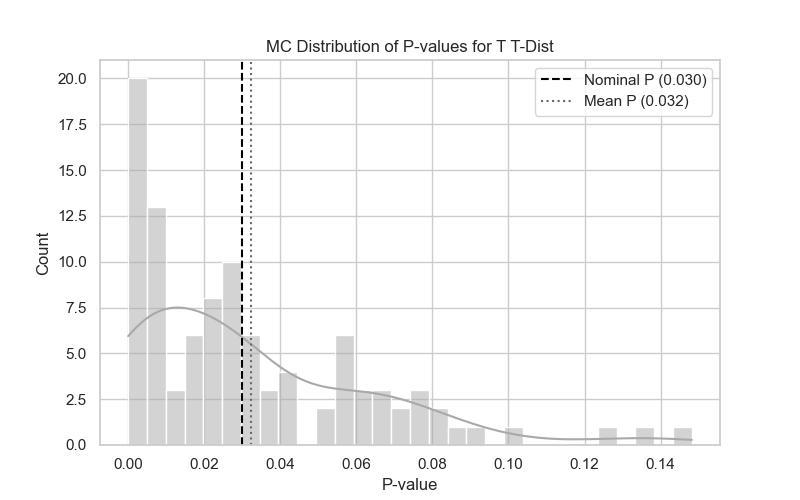 MC Distribution of P-values for T T-Dist
Nominal P (0.030)
Mean P (0.032)
20.0
17.5
15.0
12.5
10.0
7.5
5.0
2.5
0.0
Count
0.00 0.02 0.04 0.06 0.08 0.10 0.12 0.14
P-value